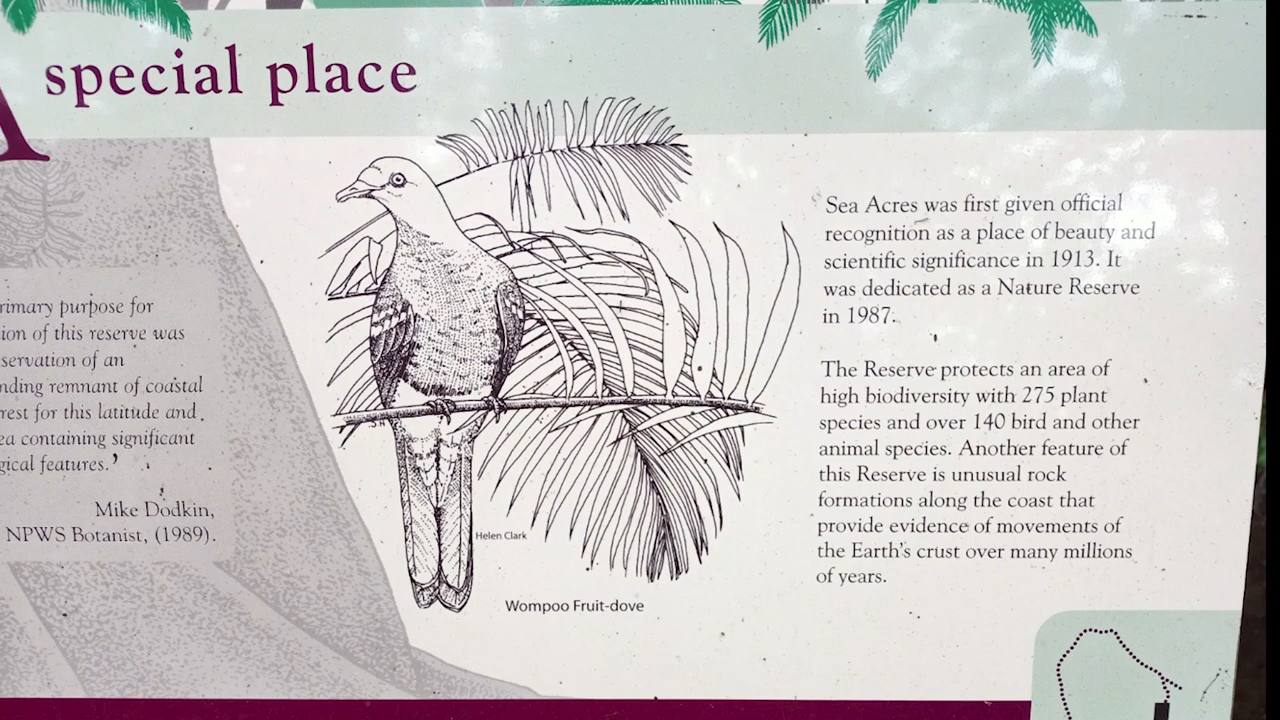 A special place
rimary purpose for
ion of this reserve was
servation of an
nding remnant of coastal
rest for this latitude and
ea containing significant
gical features.’
Mike Dodkin,
NPWS Botanist, (1989).
Helen Clark
Wompoo Fruit-dove
Sea Acres was first given official
recognition as a place of beauty and
scientific significance in 1913. It
was dedicated as a Nature Reserve
in 1987.
The Reserve protects an area of
high biodiversity with 275 plant
species and over 140 bird and other
animal species. Another feature of
this Reserve is unusual rock
formations along the coast that
provide evidence of movements of
the Earth's crust over many millions
of years.